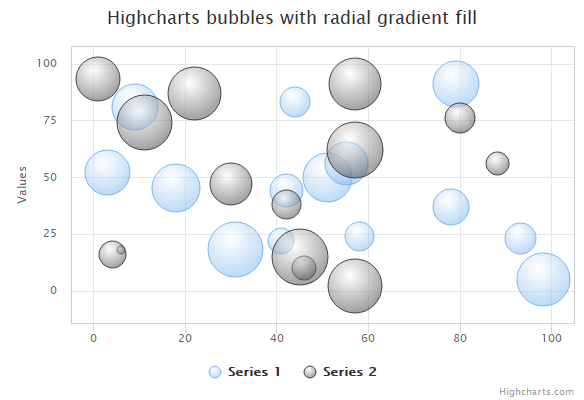 Highcharts bubbles with radial gradient fill
Values
100
75
50
25
0
0 20 40 60 80 100
Series 1 Series 2
Highcharts.com